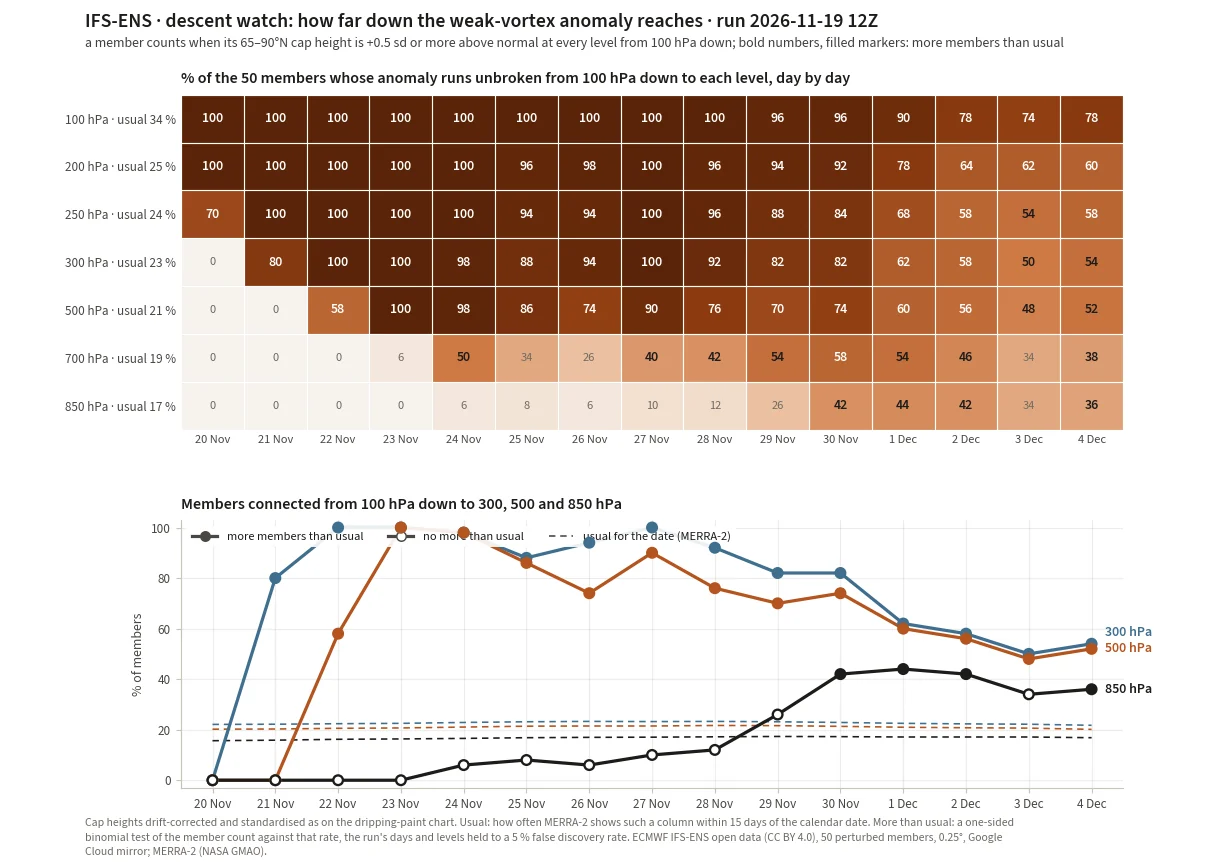 IFS-ENS · descent watch: how far down the weak-vortex anomaly reaches · run 2026-11-19 12Z
a member counts when its 65–90°N cap height is +0.5 sd or more above normal at every level from 100 hPa down; bold numbers, filled markers: more members than usual
% of the 50 members whose anomaly runs unbroken from 100 hPa down to each level, day by day
100 hPa · usual 34 % 100 100 100 100 100 100 100 100 100 96 96 90 78 74 78
200 hPa · usual 25 % 100 100 100 100 100 96 98 100 96 94 92 78 64 62 60
250 hPa · usual 24 % 70 100 100 100 100 94 94 100 96 88 84 68 58 54 58
300 hPa · usual 23 % 0 80 100 100 98 88 94 100 92 82 82 62 58 50 54
500 hPa · usual 21 % 0 0 58 100 98 86 74 90 76 70 74 60 56 48 52
700 hPa · usual 19 % 0 0 0 6 50 34 26 40 42 54 58 54 46 34 38
850 hPa · usual 17 % 0 0 0 0 6 8 6 10 12 26 42 44 42 34 36
20 Nov 21 Nov 22 Nov 23 Nov 24 Nov 25 Nov 26 Nov 27 Nov 28 Nov 29 Nov 30 Nov 1 Dec 2 Dec 3 Dec 4 Dec
Members connected from 100 hPa down to 300, 500 and 850 hPa
more members than usual no more than usual usual for the date (MERRA-2)
% of members
100
80
60
40
20
0
300 hPa
500 hPa
850 hPa
20 Nov 21 Nov 22 Nov 23 Nov 24 Nov 25 Nov 26 Nov 27 Nov 28 Nov 29 Nov 30 Nov 1 Dec 2 Dec 3 Dec 4 Dec
Cap heights drift-corrected and standardised as on the dripping-paint chart. Usual: how often MERRA-2 shows such a column within 15 days of the calendar date. More than usual: a one-sided
binomial test of the member count against that rate, the run's days and levels held to a 5 % false discovery rate. ECMWF IFS-ENS open data (CC BY 4.0), 50 perturbed members, 0.25°, Google
Cloud mirror; MERRA-2 (NASA GMAO).